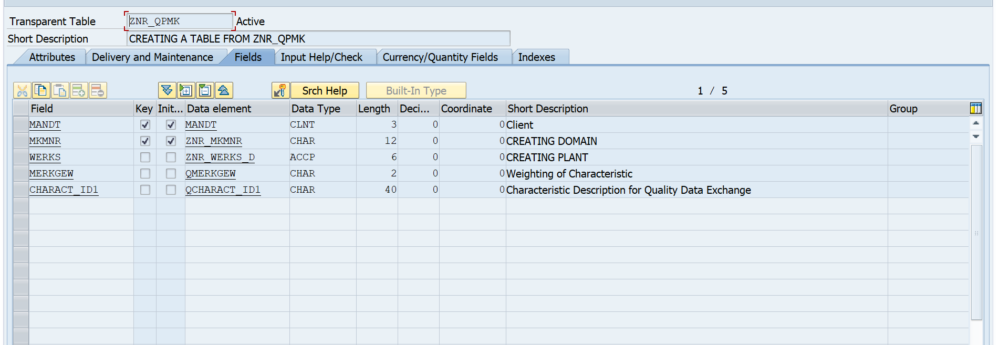 Transparent Table ZNR_QPMK Active
Short Description CREATING A TABLE FROM ZNR_QPMK
Attributes Delivery and Maintenance Fields Input Help/Check Currency/Quantity Fields Indexes
Srch Help Built-In Type 1 / 5
Field Key Init... Data element Data Type Length Deci... Coordinate Short Description Group
MANDT MANDT CLNT 3 0 0 Client
MKMNR ZNR_MKMNR CHAR 12 0 0 CREATING DOMAIN
WERKS ZNR_WERKS_D ACCP 6 0 0 CREATING PLANT
MERKGEW QMERKGEW CHAR 2 0 0 Weighting of Characteristic
CHARACT_ID1 QCHARACT_ID1 CHAR 40 0 0 Characteristic Description for Quality Data Exchange